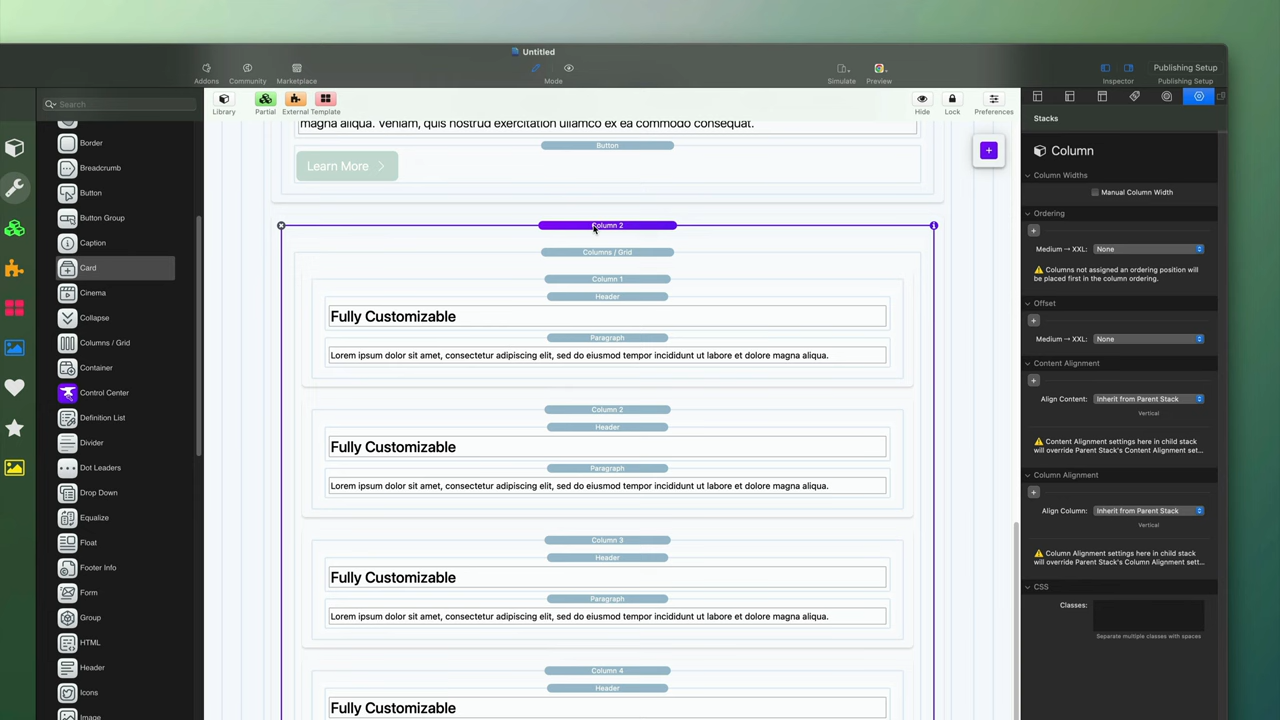 Untitled
Addons
Community
Marketplace
Mode
Simulate
Preview
Inspector
Publishing Setup
Publishing Setup
Search
Border
Breadcrumb
Button
Button Group
Caption
Card
Cinema
Collapse
Columns / Grid
Container
Control Center
Definition List
Divider
Dot Leaders
Drop Down
Equalize
Float
Footer Info
Form
Group
HTML
Header
Icons
Image
Library
Partial
External
Template
Hide
Lock
Preferences
magna aliqua. Veniam, quis nostrud exercitation ullamco ex ea commodo consequat.
Button
Learn More
Column 2
Columns / Grid
Column 1
Header
Fully Customizable
Paragraph
Lorem ipsum dolor sit amet, consectetur adipiscing elit, sed do eiusmod tempor incididunt ut labore et dolore magna aliqua.
Column 2
Header
Fully Customizable
Paragraph
Lorem ipsum dolor sit amet, consectetur adipiscing elit, sed do eiusmod tempor incididunt ut labore et dolore magna aliqua.
Column 3
Header
Fully Customizable
Paragraph
Lorem ipsum dolor sit amet, consectetur adipiscing elit, sed do eiusmod tempor incididunt ut labore et dolore magna aliqua.
Column 4
Header
Fully Customizable
Stacks
Column
Column Widths
Manual Column Width
Ordering
Medium → XXL: None
Columns not assigned an ordering position will
be placed first in the column ordering.
Offset
Medium → XXL: None
Content Alignment
Align Content: Inherit from Parent Stack
Vertical
Content Alignment settings here in child stack
will override Parent Stack's Content Alignment set...
Column Alignment
Align Column: Inherit from Parent Stack
Vertical
Column Alignment settings here in child stack
will override Parent Stack's Column Alignment sett...
CSS
Classes:
Separate multiple classes with spaces